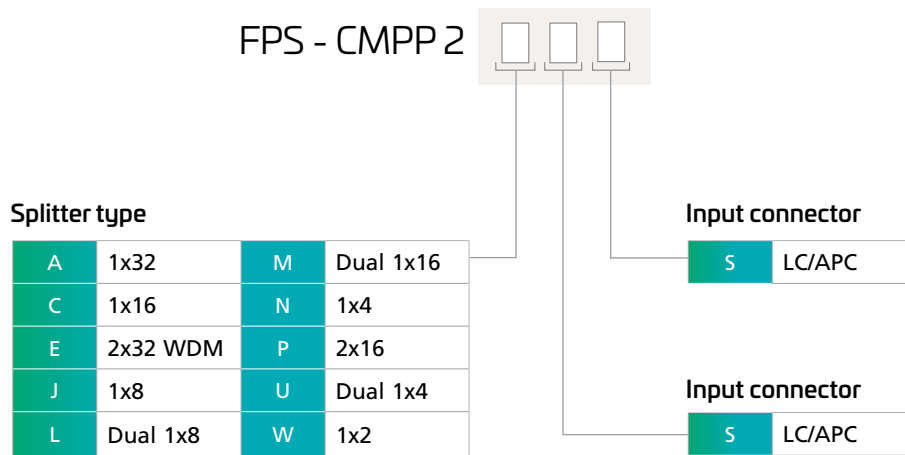 FPS - CMPP 2
Splitter type
A 1x32 M Dual 1x16
C 1x16 N 1x4
E 2x32 WDM P 2x16
J 1x8 U Dual 1x4
L Dual 1x8 W 1x2
Input connector
S LC/APC
Input connector
S LC/APC